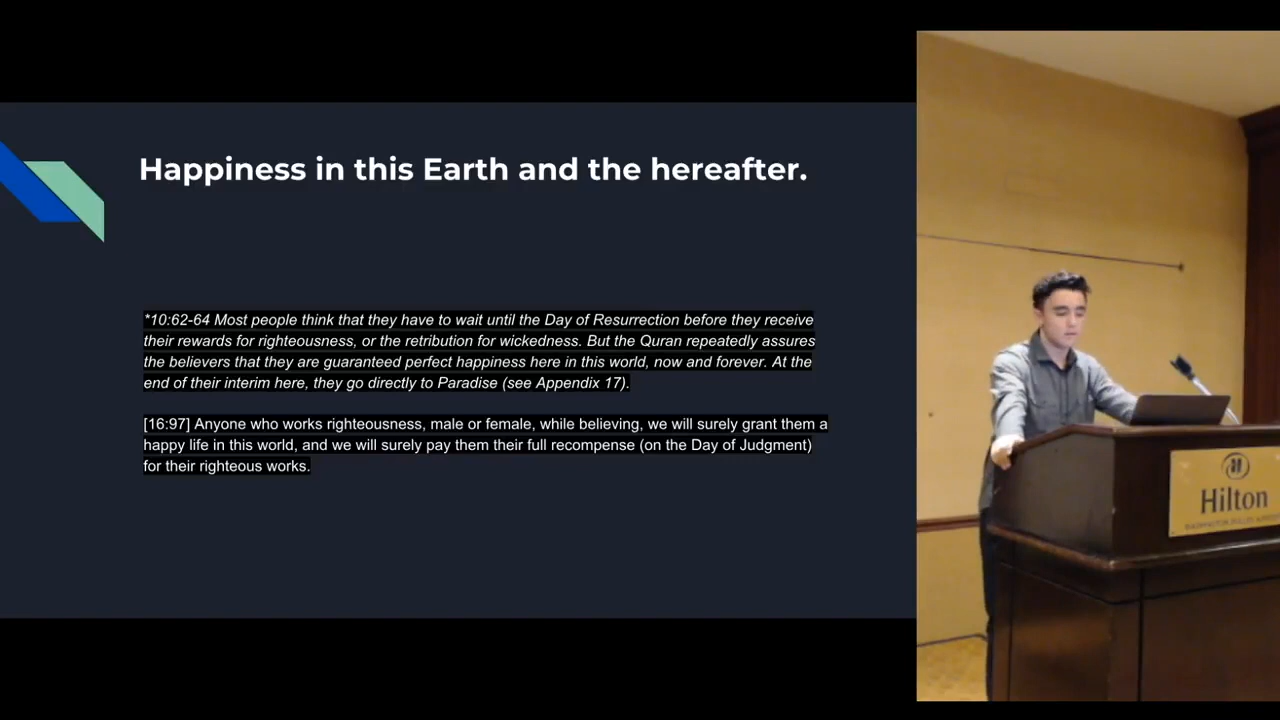 Happiness in this Earth and the hereafter.
*10:62-64 Most people think that they have to wait until the Day of Resurrection before they receive
their rewards for righteousness, or the retribution for wickedness. But the Quran repeatedly assures
the believers that they are guaranteed perfect happiness here in this world, now and forever. At the
end of their interim here, they go directly to Paradise (see Appendix 17).
[16:97] Anyone who works righteousness, male or female, while believing, we will surely grant them a
happy life in this world, and we will surely pay them their full recompense (on the Day of Judgment)
for their righteous works.
Hilton
WASHINGTON DULLES AIRPORT